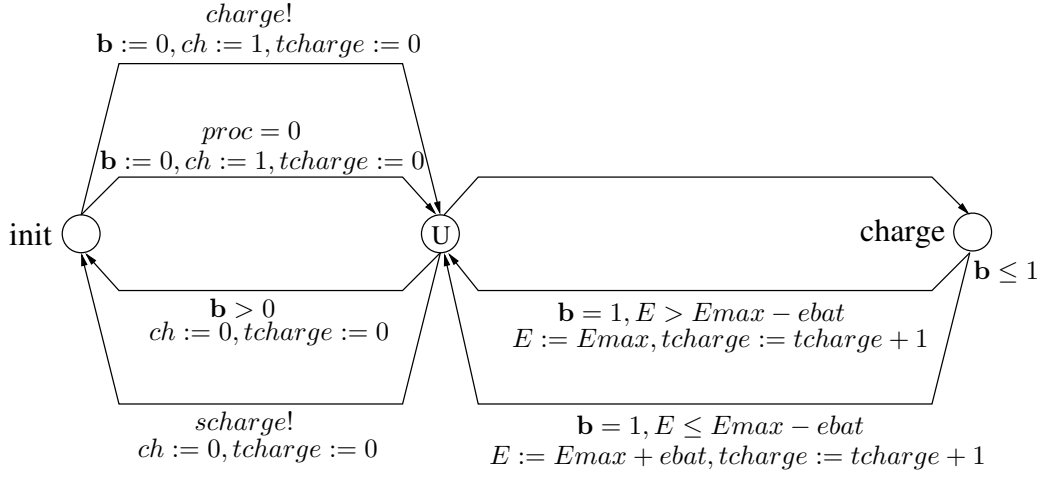 charge!
b := 0, ch := 1, tcharge := 0
proc = 0
b := 0, ch := 1, tcharge := 0
init
U
charge
b ≤ 1
b > 0
ch := 0, tcharge := 0
b = 1, E > Emax − ebat
E := Emax, tcharge := tcharge + 1
scharge!
ch := 0, tcharge := 0
b = 1, E ≤ Emax − ebat
E := Emax + ebat, tcharge := tcharge + 1